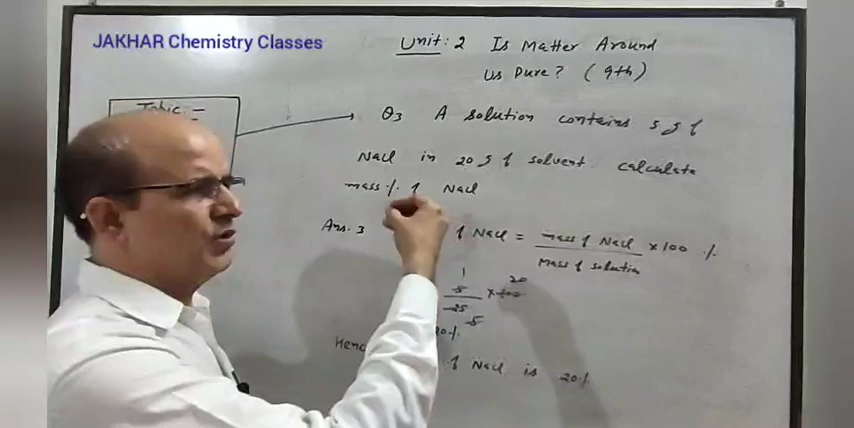 JAKHAR Chemistry Classes
Unit: 2 Is Matter Around
Us Pure? (9th)
Topic: -
Q3 A solution contains 5 g of
NaCl in 20 g of solvent. calculate
mass % of NaCl
Ans. 3 of NaCl = mass of NaCl × 100 %
Mass of solution
1 20
5 × 100
25
5
20%
Henc
of NaCl is 20%